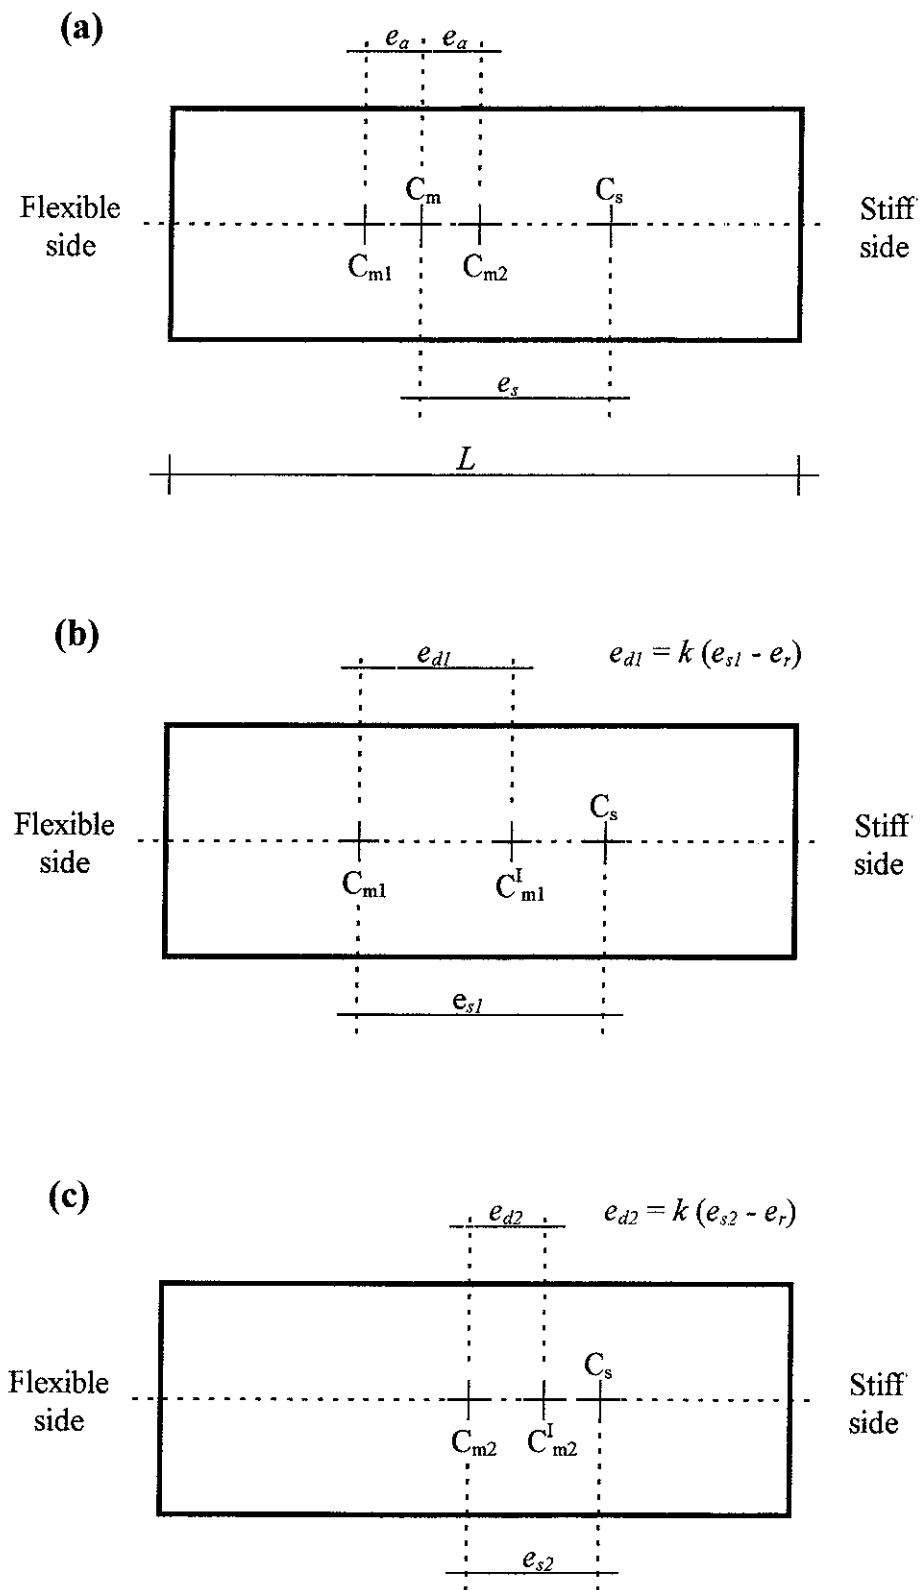 (a)
e_a e_a
C_m C_s
Flexible side
Stiff side
C_m1 C_m2
e_s
L
(b)
e_d1 e_d1 = k (e_s1 - e_r)
C_s
Flexible side
Stiff side
C_m1 C^I_m1
e_s1
(c)
e_d2 e_d2 = k (e_s2 - e_r)
C_s
Flexible side
Stiff side
C_m2 C^I_m2
e_s2